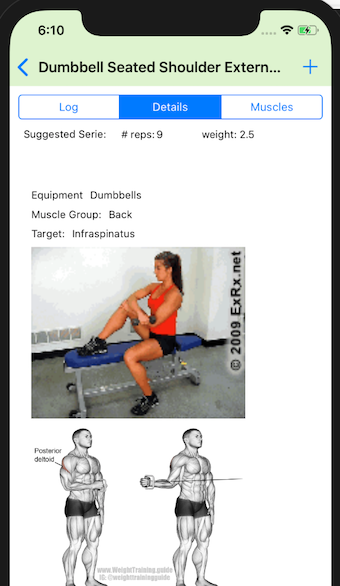 6:10
Dumbbell Seated Shoulder Extern...
Log Details Muscles
Suggested Serie: # reps: 9 weight: 2.5
Equipment Dumbbells
Muscle Group: Back
Target: Infraspinatus
© 2009 ExRx.net
Posterior
deltoid
www.WeightTraining.guide
IG: @weighttrainingguide